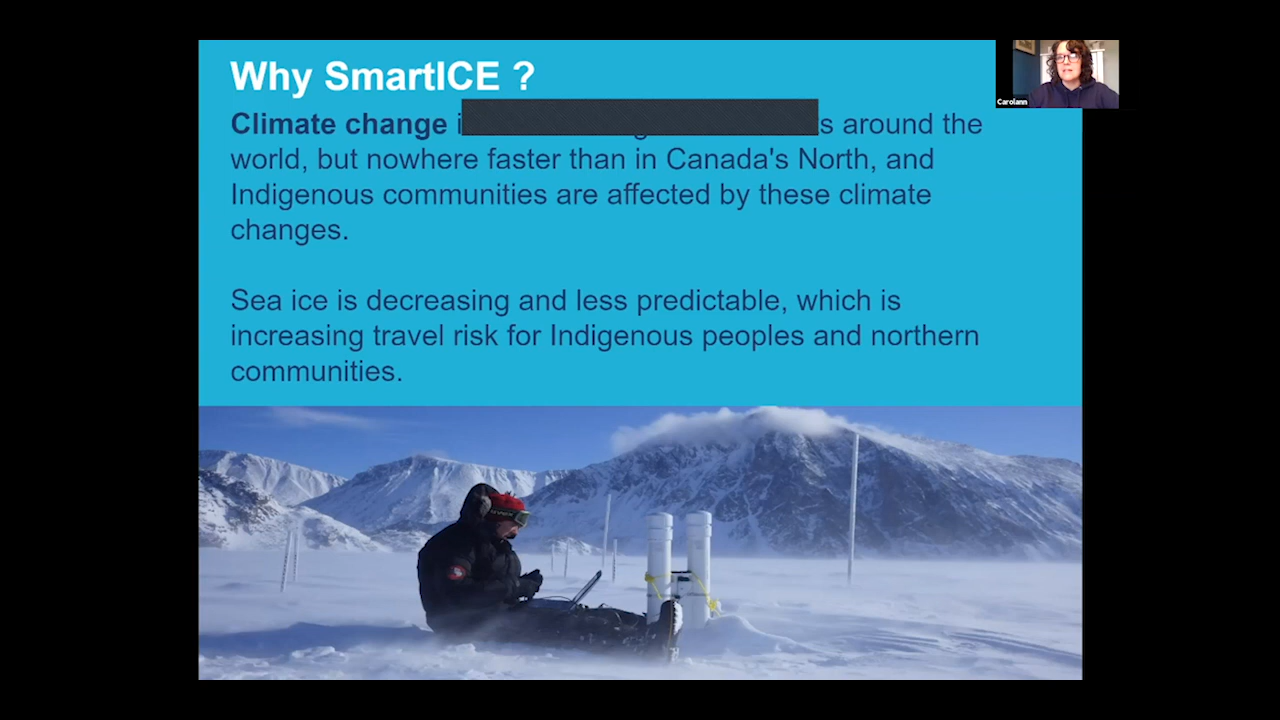 Why SmartICE ?
Climate change around the
world, but nowhere faster than in Canada's North, and
Indigenous communities are affected by these climate
changes.
Sea ice is decreasing and less predictable, which is
increasing travel risk for Indigenous peoples and northern
communities.
Carolann